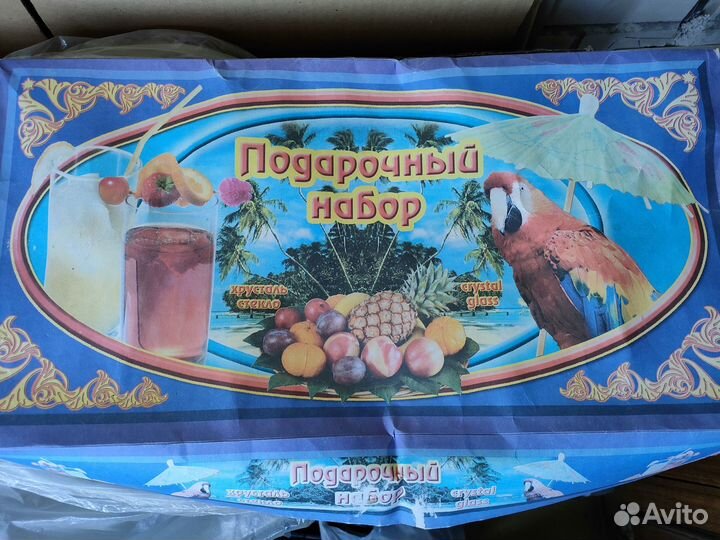 Подарочный
набор
хрусталь
стекло
crystal
glass
Подарочный
набор
хрусталь
стекло
crystal
glass
Avito